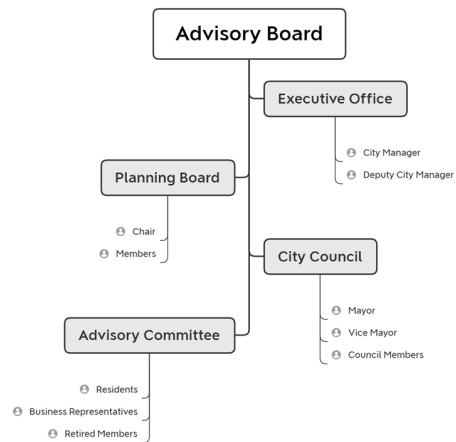 Advisory Board
Executive Office
City Manager
Deputy City Manager
Planning Board
Chair
Members
City Council
Mayor
Vice Mayor
Council Members
Advisory Committee
Residents
Business Representatives
Retired Members